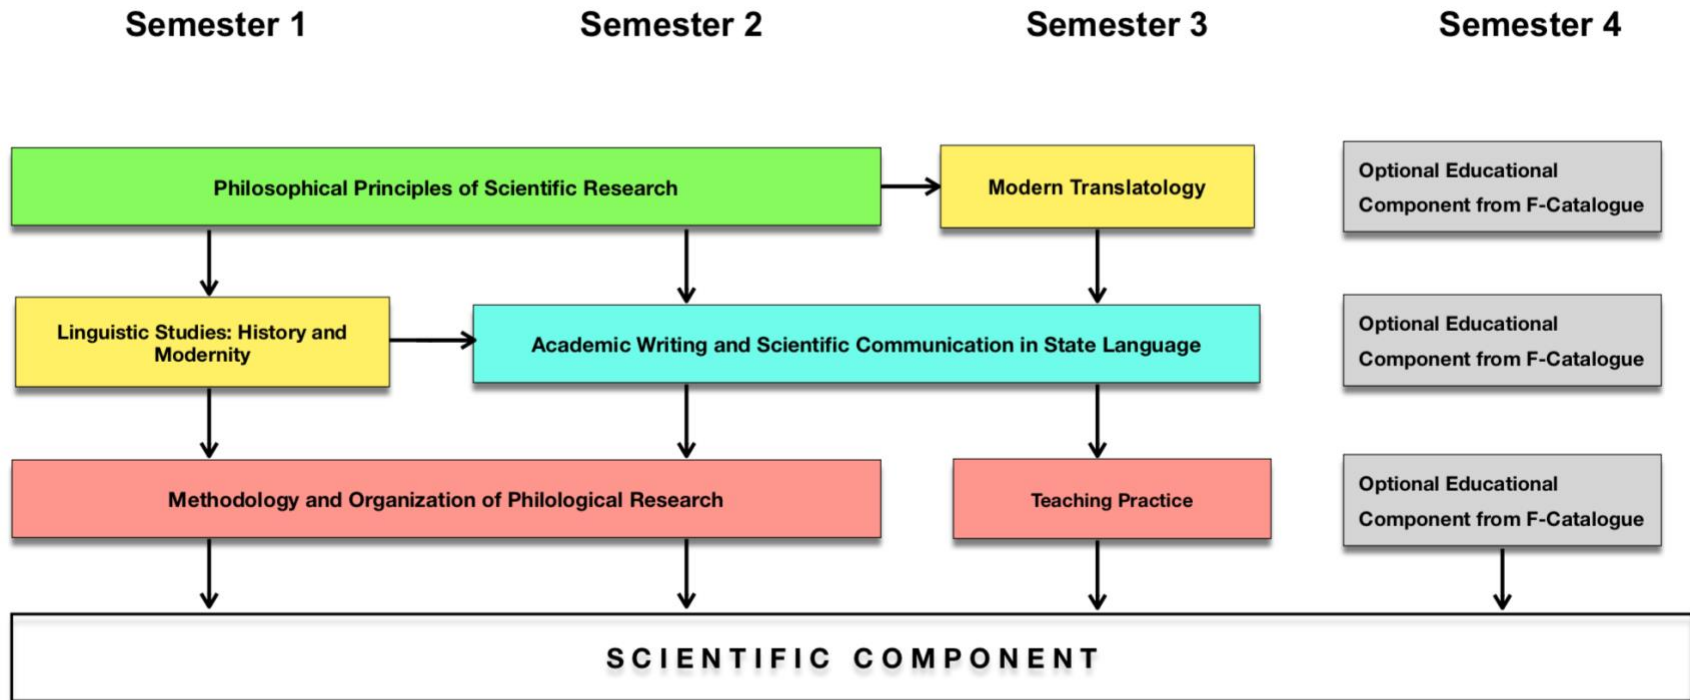 Semester 1
Semester 2
Semester 3
Semester 4
Philosophical Principles of Scientific Research
Modern Translatology
Optional Educational
Component from F-Catalogue
Linguistic Studies: History and
Modernity
Academic Writing and Scientific Communication in State Language
Optional Educational
Component from F-Catalogue
Methodology and Organization of Philological Research
Teaching Practice
Optional Educational
Component from F-Catalogue
SCIENTIFIC COMPONENT